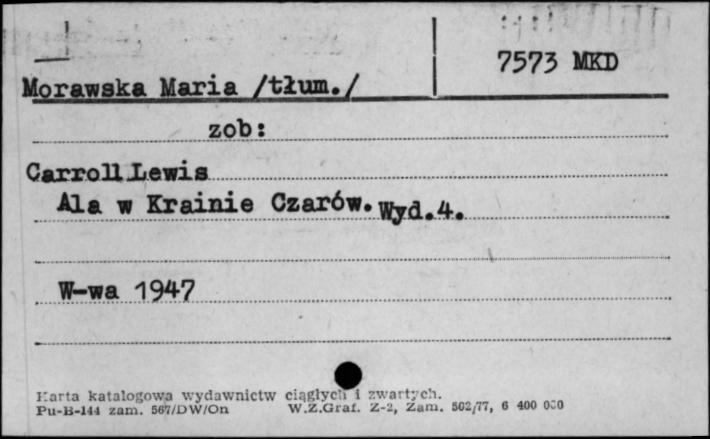 7573 MKD
Morawska Maria /tłum./
zob:
Carroll Lewis
Ala w Krainie Czarów. Wyd.4.
W-wa 1947
Karta katalogowa wydawnictw ciągłych i zwartych.
Pu-B-144 zam. 567/DW/On W.Z.Graf. Z-2, Zam. 502/77, 6 400 000